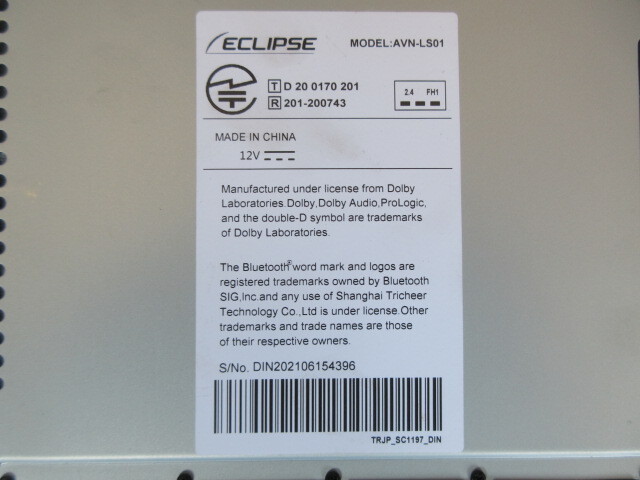 ECLIPSE MODEL:AVN-LS01
T D 20 0170 201
R 201-200743
2.4 FH1
MADE IN CHINA
12V
Manufactured under license from Dolby
Laboratories.Dolby,Dolby Audio,ProLogic,
and the double-D symbol are trademarks
of Dolby Laboratories.
The Bluetooth® word mark and logos are
registered trademarks owned by Bluetooth
SIG,Inc.and any use of Shanghai Tricheer
Technology Co.,Ltd is under license.Other
trademarks and trade names are those
of their respective owners.
S/No. DIN202106154396
TRJP_SC1197_DIN